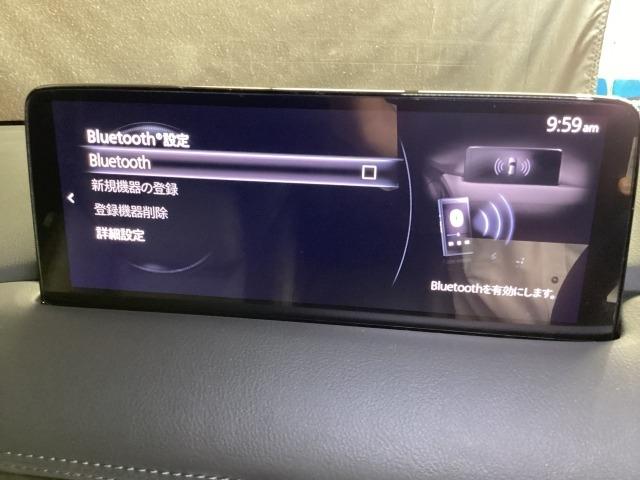 9:59am
Bluetooth®設定
Bluetooth
新規機器の登録
登録機器削除
詳細設定
Bluetoothを有効にします。